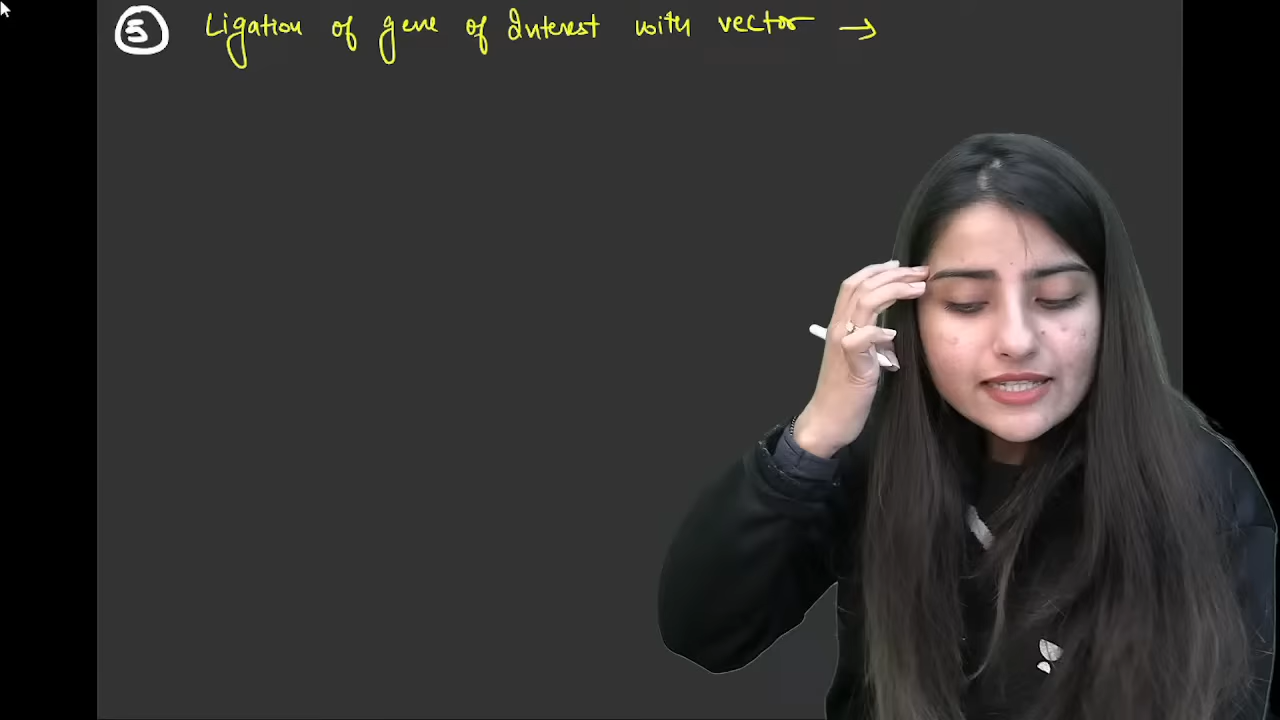 5 Ligation of gene of Interest with vector →